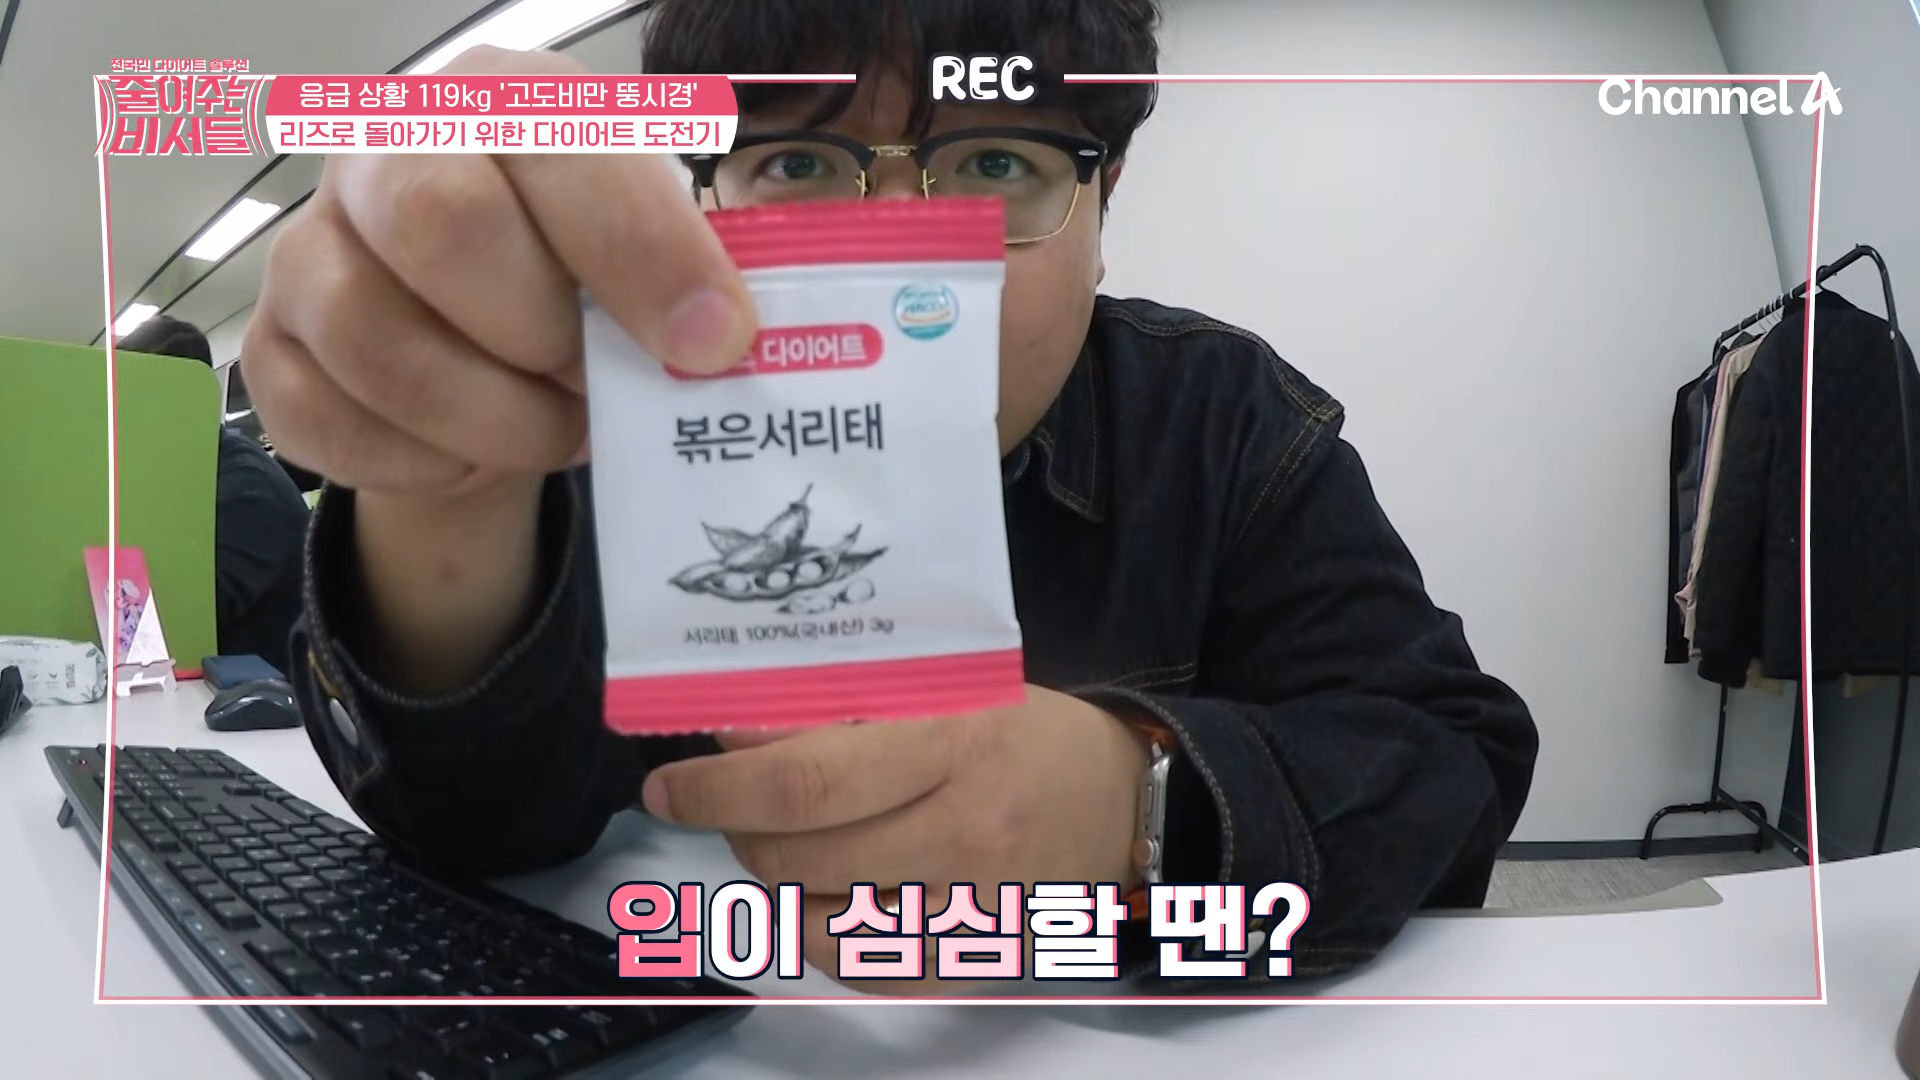 전국민 다이어트 솔루션
줄여주는
비서들
응급 상황 119kg '고도비만 뚱시경'
리즈로 돌아가기 위한 다이어트 도전기
REC
Channel A
다이어트
볶은서리태
서리태 100%(국내산) 3g
입이 심심할 땐?